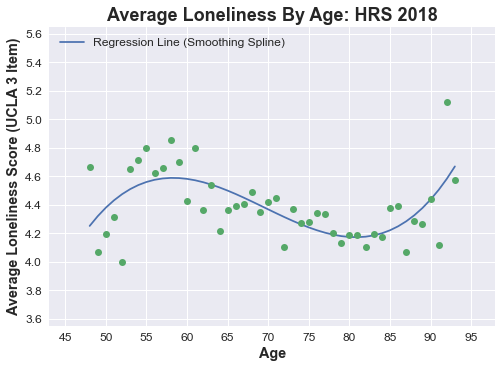 Average Loneliness By Age: HRS 2018
Regression Line (Smoothing Spline)
Average Loneliness Score (UCLA 3 Item)
5.6
5.4
5.2
5.0
4.8
4.6
4.4
4.2
4.0
3.8
3.6
45 50 55 60 65 70 75 80 85 90 95
Age